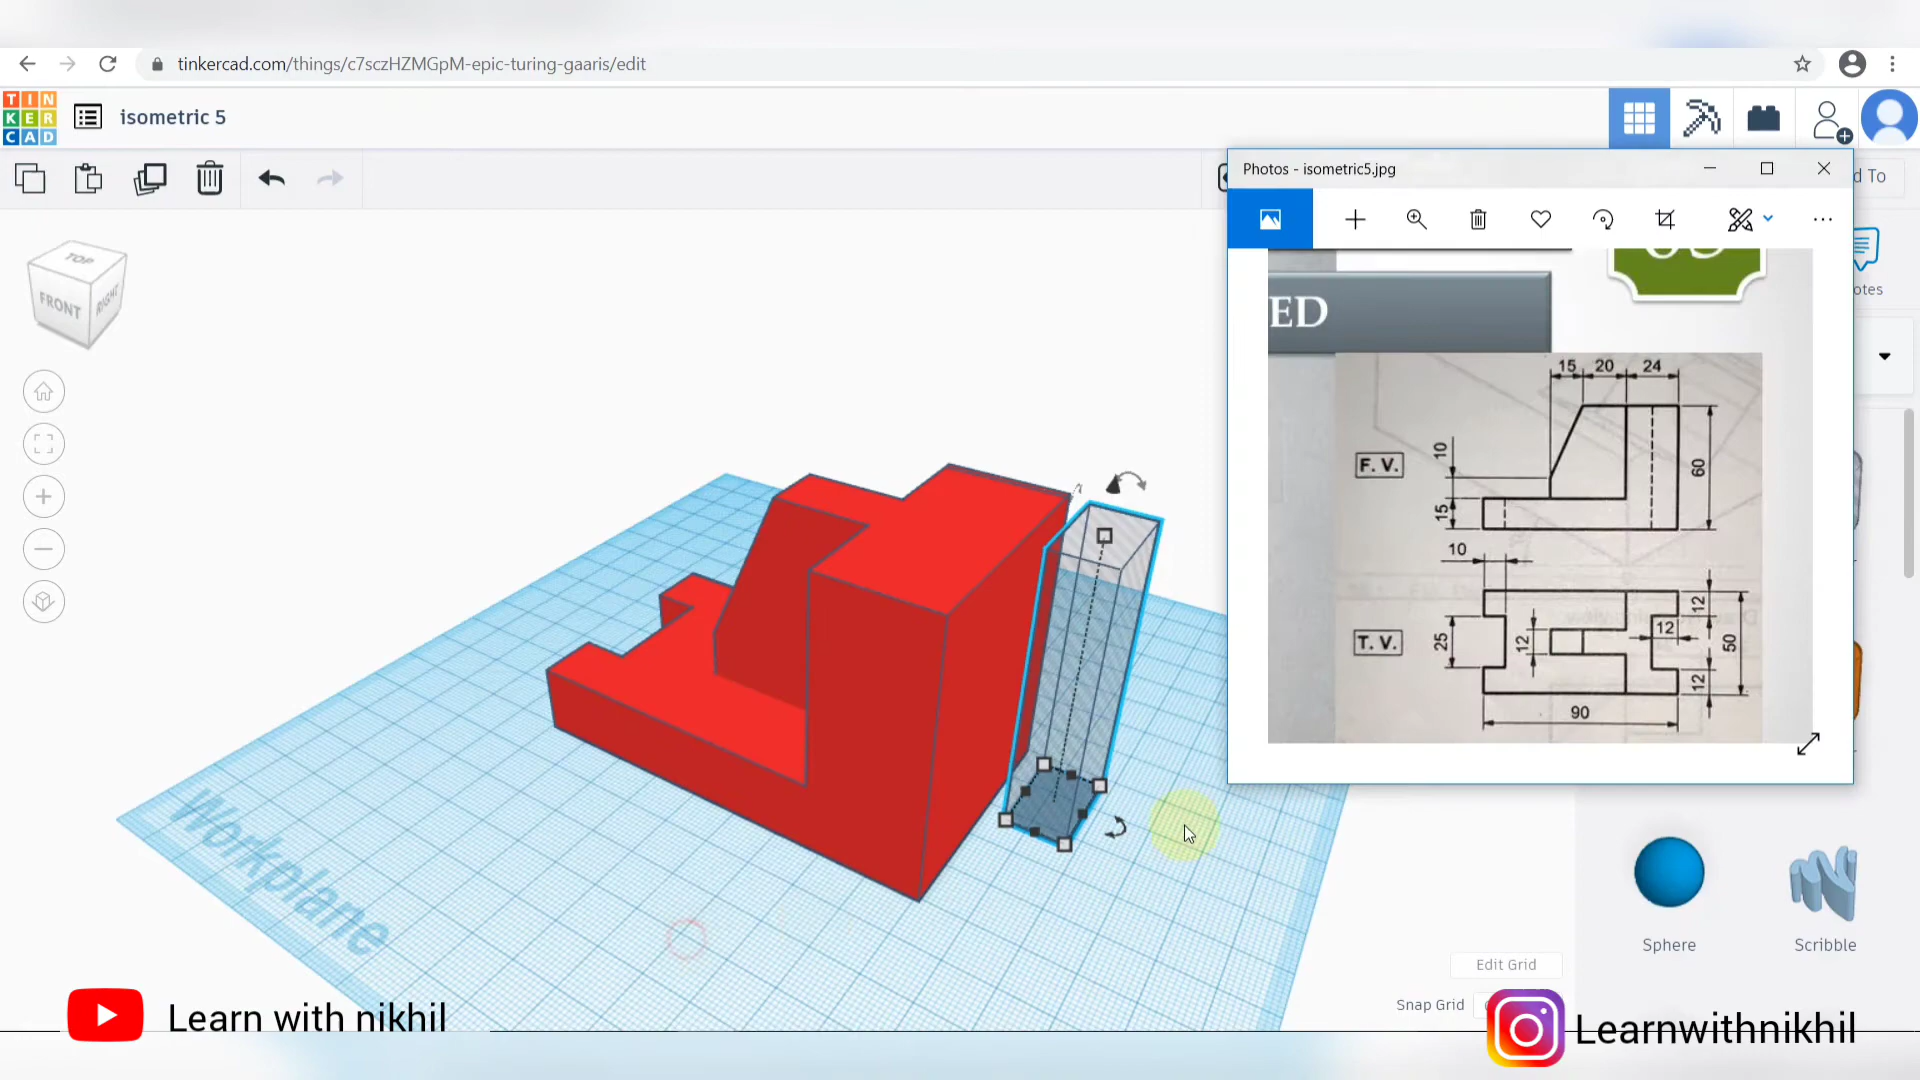 tinkercad.com/things/c7sczHZMGpM-epic-turing-gaaris/edit
TIN
KER
CAD
isometric 5
Photos - isometric5.jpg
d To
TOP
FRONT
RIGHT
otes
ED
15 20 24
F. V.
10
15
60
10
T. V.
25
12
12
12
12
50
90
Workplane
Sphere
Scribble
Edit Grid
Snap Grid
Learn with nikhil
Learnwithnikhil